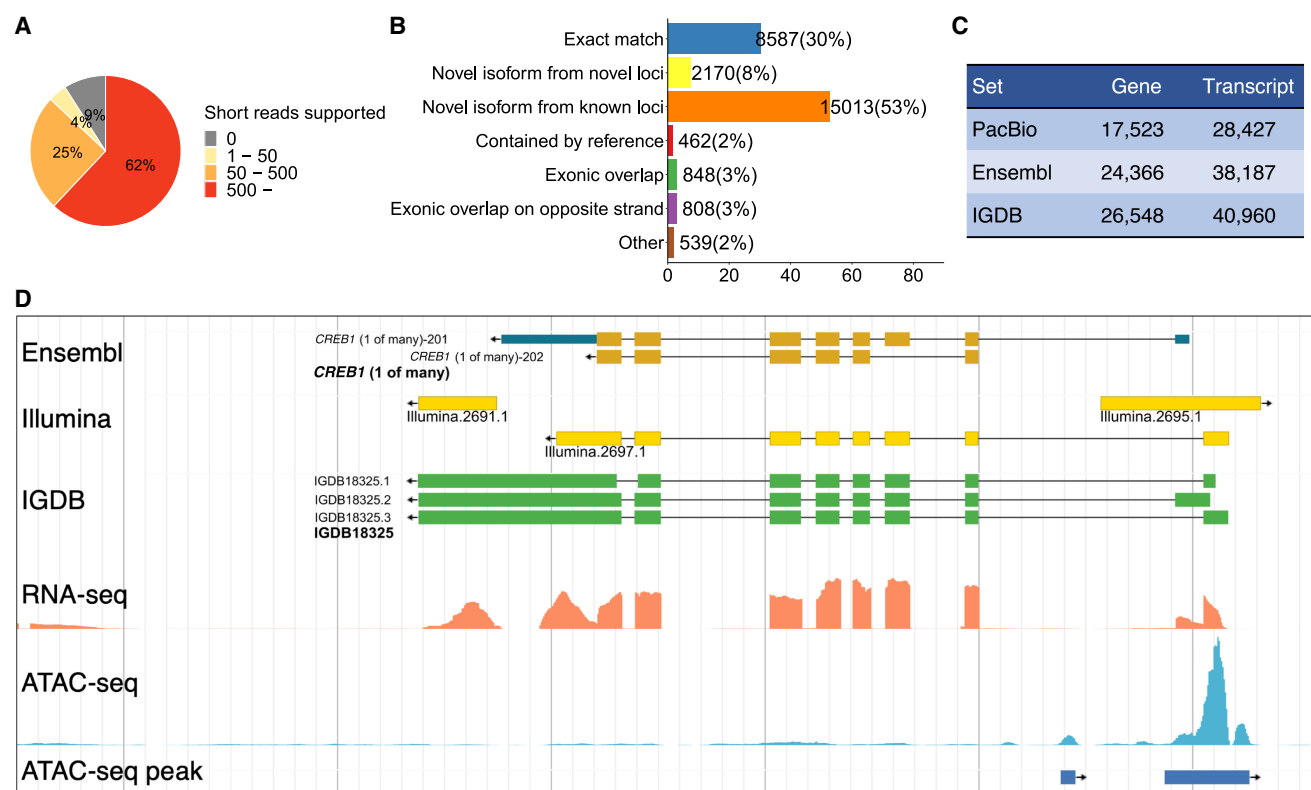 A
9%
4%
25%
62%
Short reads supported
0
1 – 50
50 – 500
500 –
B
Exact match 8587(30%)
Novel isoform from novel loci 2170(8%)
Novel isoform from known loci 15013(53%)
Contained by reference 462(2%)
Exonic overlap 848(3%)
Exonic overlap on opposite strand 808(3%)
Other 539(2%)
0 20 40 60 80
C
Set Gene Transcript
PacBio 17,523 28,427
Ensembl 24,366 38,187
IGDB 26,548 40,960
D
Ensembl
CREB1 (1 of many)-201
CREB1 (1 of many)-202
CREB1 (1 of many)
Illumina
Illumina.2691.1
Illumina.2695.1
Illumina.2697.1
IGDB
IGDB18325.1
IGDB18325.2
IGDB18325.3
IGDB18325
RNA-seq
ATAC-seq
ATAC-seq peak